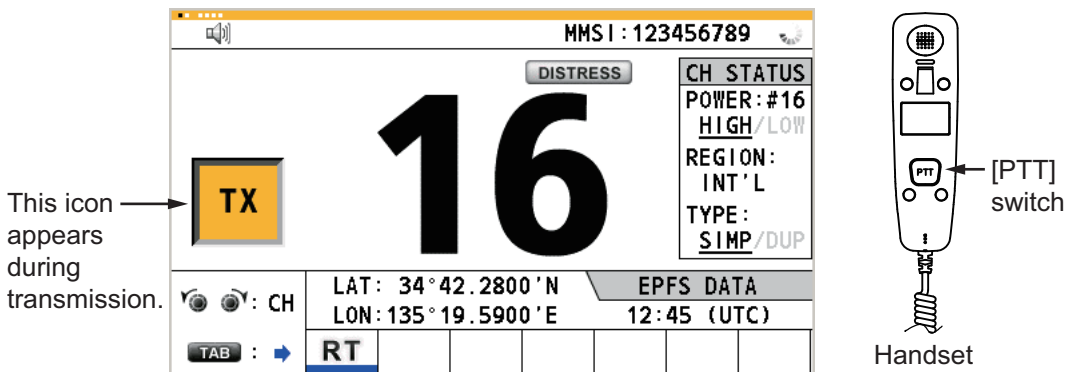 MMSI:123456789
DISTRESS
CH STATUS
POWER:#16
HIGH/LOW
REGION:
INT'L
TYPE:
SIMP/DUP
16
TX
This icon
appears
during
transmission.
: CH
LAT: 34°42.2800'N
LON:135°19.5900'E
EPFS DATA
12:45 (UTC)
TAB :
RT
PTT
[PTT]
switch
Handset